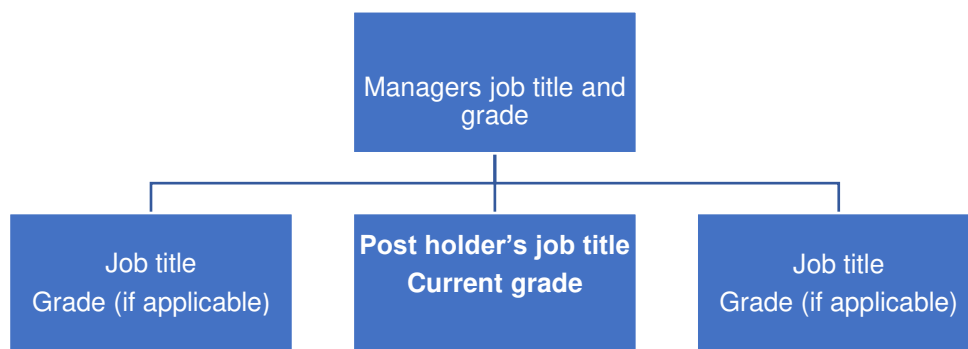 Managers job title and
grade
Job title
Grade (if applicable)
Post holder’s job title
Current grade
Job title
Grade (if applicable)